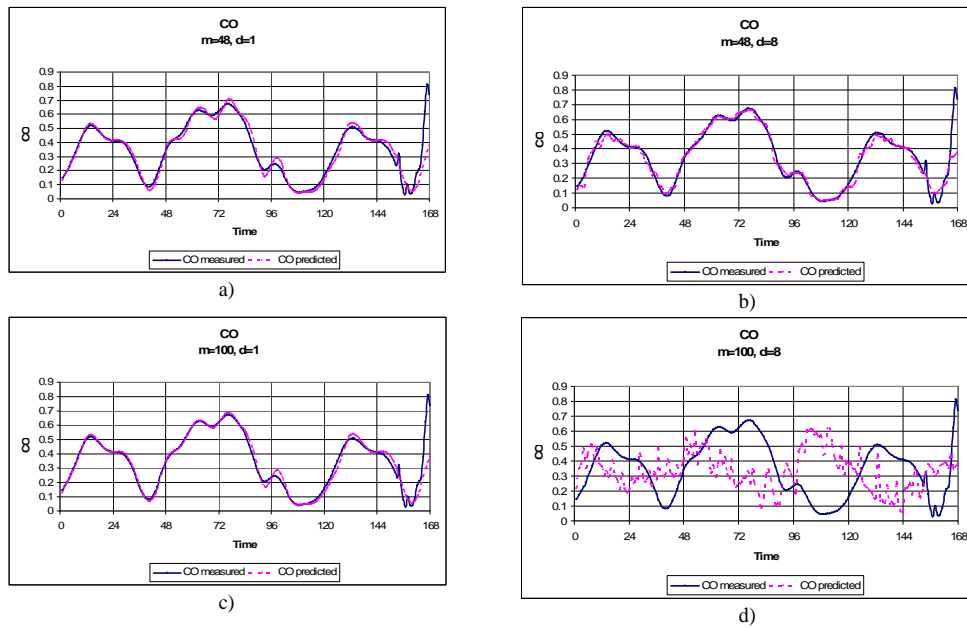 CO
m=48, d=1
0.9
0.8
0.7
0.6
0.5
0.4
0.3
0.2
0.1
0
CO
0 24 48 72 96 120 144 168
Time
CO measured CO predicted
a)
CO
m=48, d=8
0.9
0.8
0.7
0.6
0.5
0.4
0.3
0.2
0.1
0
CO
0 24 48 72 96 120 144 168
Time
CO measured CO predicted
b)
CO
m=100, d=1
0.9
0.8
0.7
0.6
0.5
0.4
0.3
0.2
0.1
0
CO
0 24 48 72 96 120 144 168
Time
CO measured CO predicted
c)
CO
m=100, d=8
0.9
0.8
0.7
0.6
0.5
0.4
0.3
0.2
0.1
0
CO
0 24 48 72 96 120 144 168
Time
CO measured CO predicted
d)